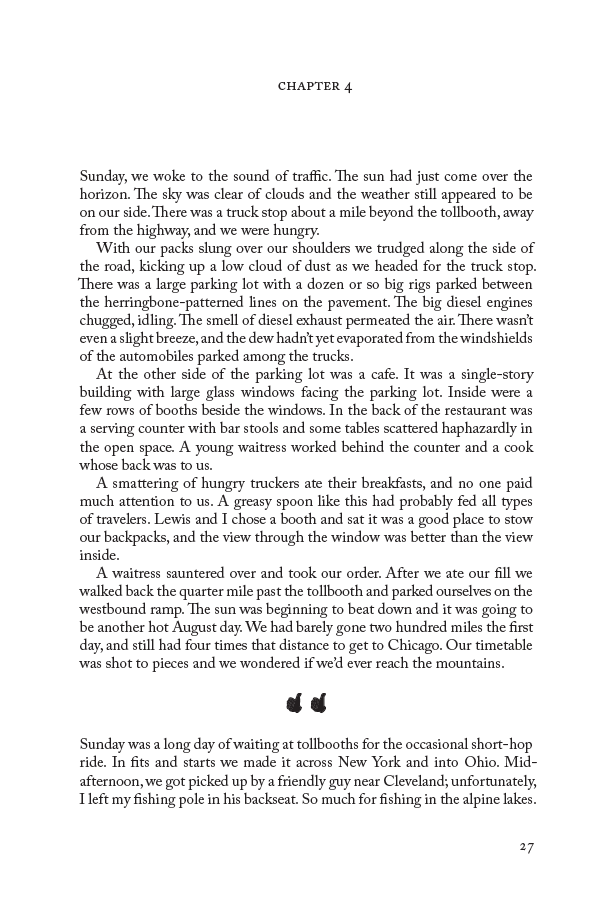 CHAPTER 4
Sunday, we woke to the sound of traffic. The sun had just come over the
horizon. The sky was clear of clouds and the weather still appeared to be
on our side. There was a truck stop about a mile beyond the tollbooth, away
from the highway, and we were hungry.
With our packs slung over our shoulders we trudged along the side of
the road, kicking up a low cloud of dust as we headed for the truck stop.
There was a large parking lot with a dozen or so big rigs parked between
the herringbone-patterned lines on the pavement. The big diesel engines
chugged, idling. The smell of diesel exhaust permeated the air. There wasn't
even a slight breeze, and the dew hadn't yet evaporated from the windshields
of the automobiles parked among the trucks.
At the other side of the parking lot was a cafe. It was a single-story
building with large glass windows facing the parking lot. Inside were a
few rows of booths beside the windows. In the back of the restaurant was
a serving counter with bar stools and some tables scattered haphazardly in
the open space. A young waitress worked behind the counter and a cook
whose back was to us.
A smattering of hungry truckers ate their breakfasts, and no one paid
much attention to us. A greasy spoon like this had probably fed all types
of travelers. Lewis and I chose a booth and sat it was a good place to stow
our backpacks, and the view through the window was better than the view
inside.
A waitress sauntered over and took our order. After we ate our fill we
walked back the quarter mile past the tollbooth and parked ourselves on the
westbound ramp. The sun was beginning to beat down and it was going to
be another hot August day. We had barely gone two hundred miles the first
day, and still had four times that distance to get to Chicago. Our timetable
was shot to pieces and we wondered if we'd ever reach the mountains.
Sunday was a long day of waiting at tollbooths for the occasional short-hop
ride. In fits and starts we made it across New York and into Ohio. Mid-
afternoon, we got picked up by a friendly guy near Cleveland; unfortunately,
I left my fishing pole in his backseat. So much for fishing in the alpine lakes.
27